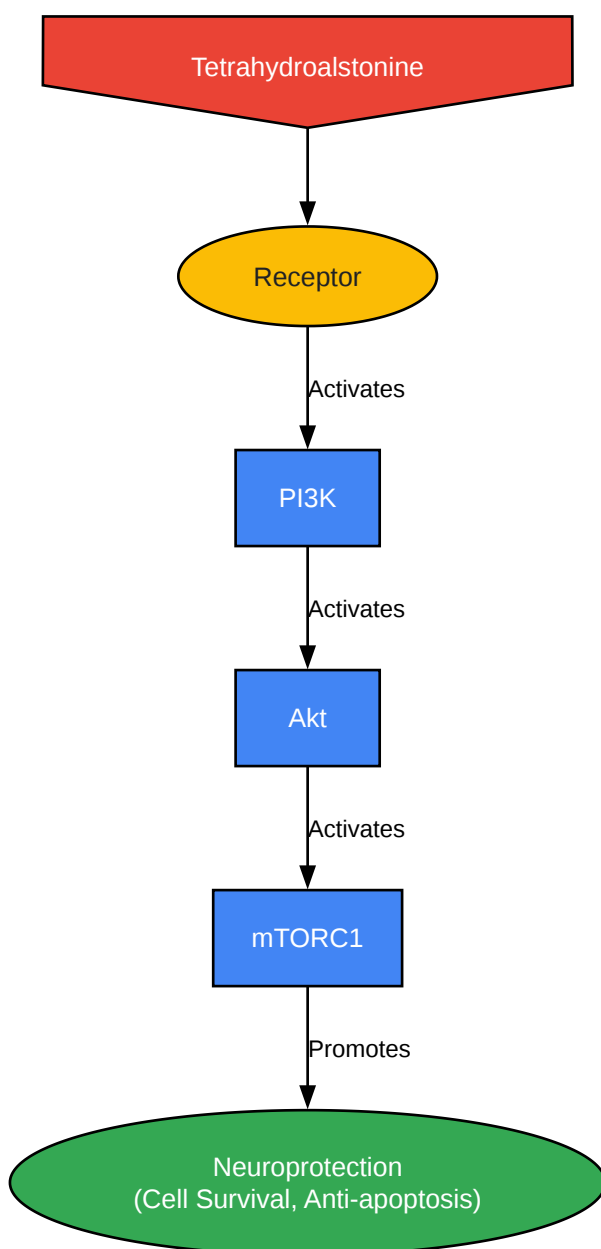 Tetrahydroalstonine
Receptor
Activates
PI3K
Activates
Akt
Activates
mTORC1
Promotes
Neuroprotection
(Cell Survival, Anti-apoptosis)